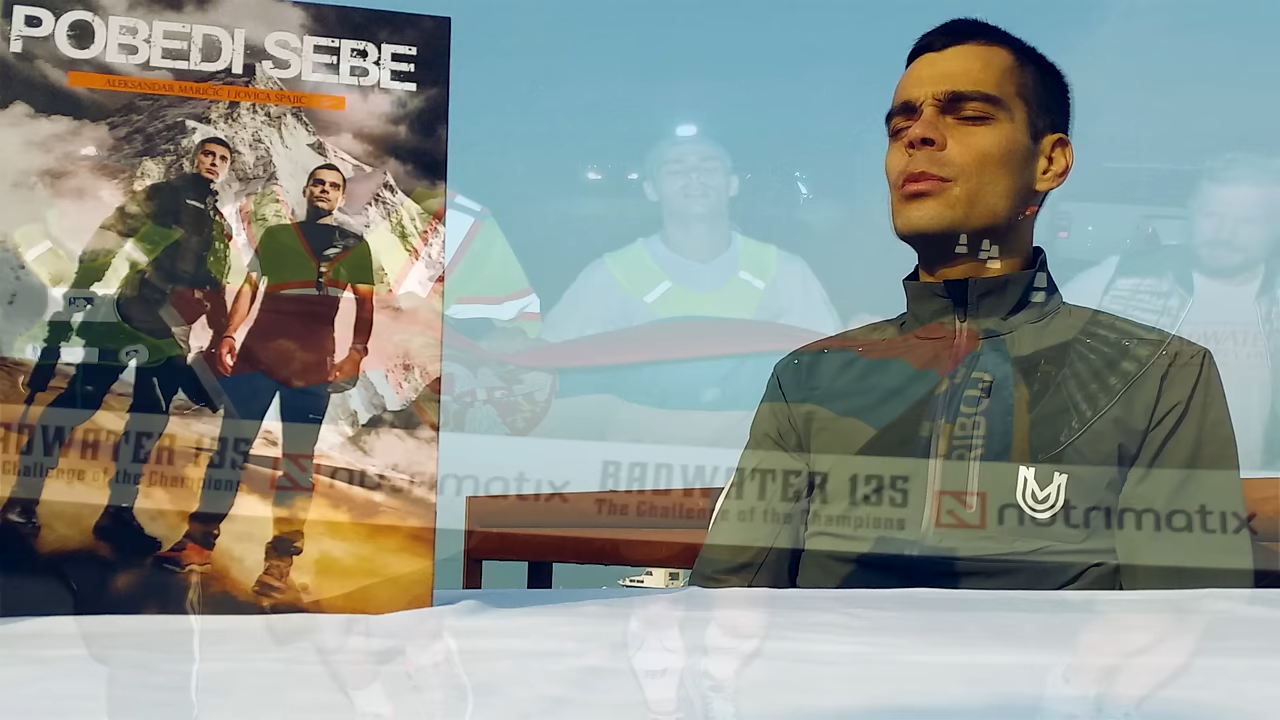 POBEDI SEBE
ALEKSANDAR MARIČIĆ I JOVICA SPAJIĆ
BADWATER 135
The Challenge of the Champions
nutrimatix
BADWATER 135
The Challenge of the Champions
nutrimatix